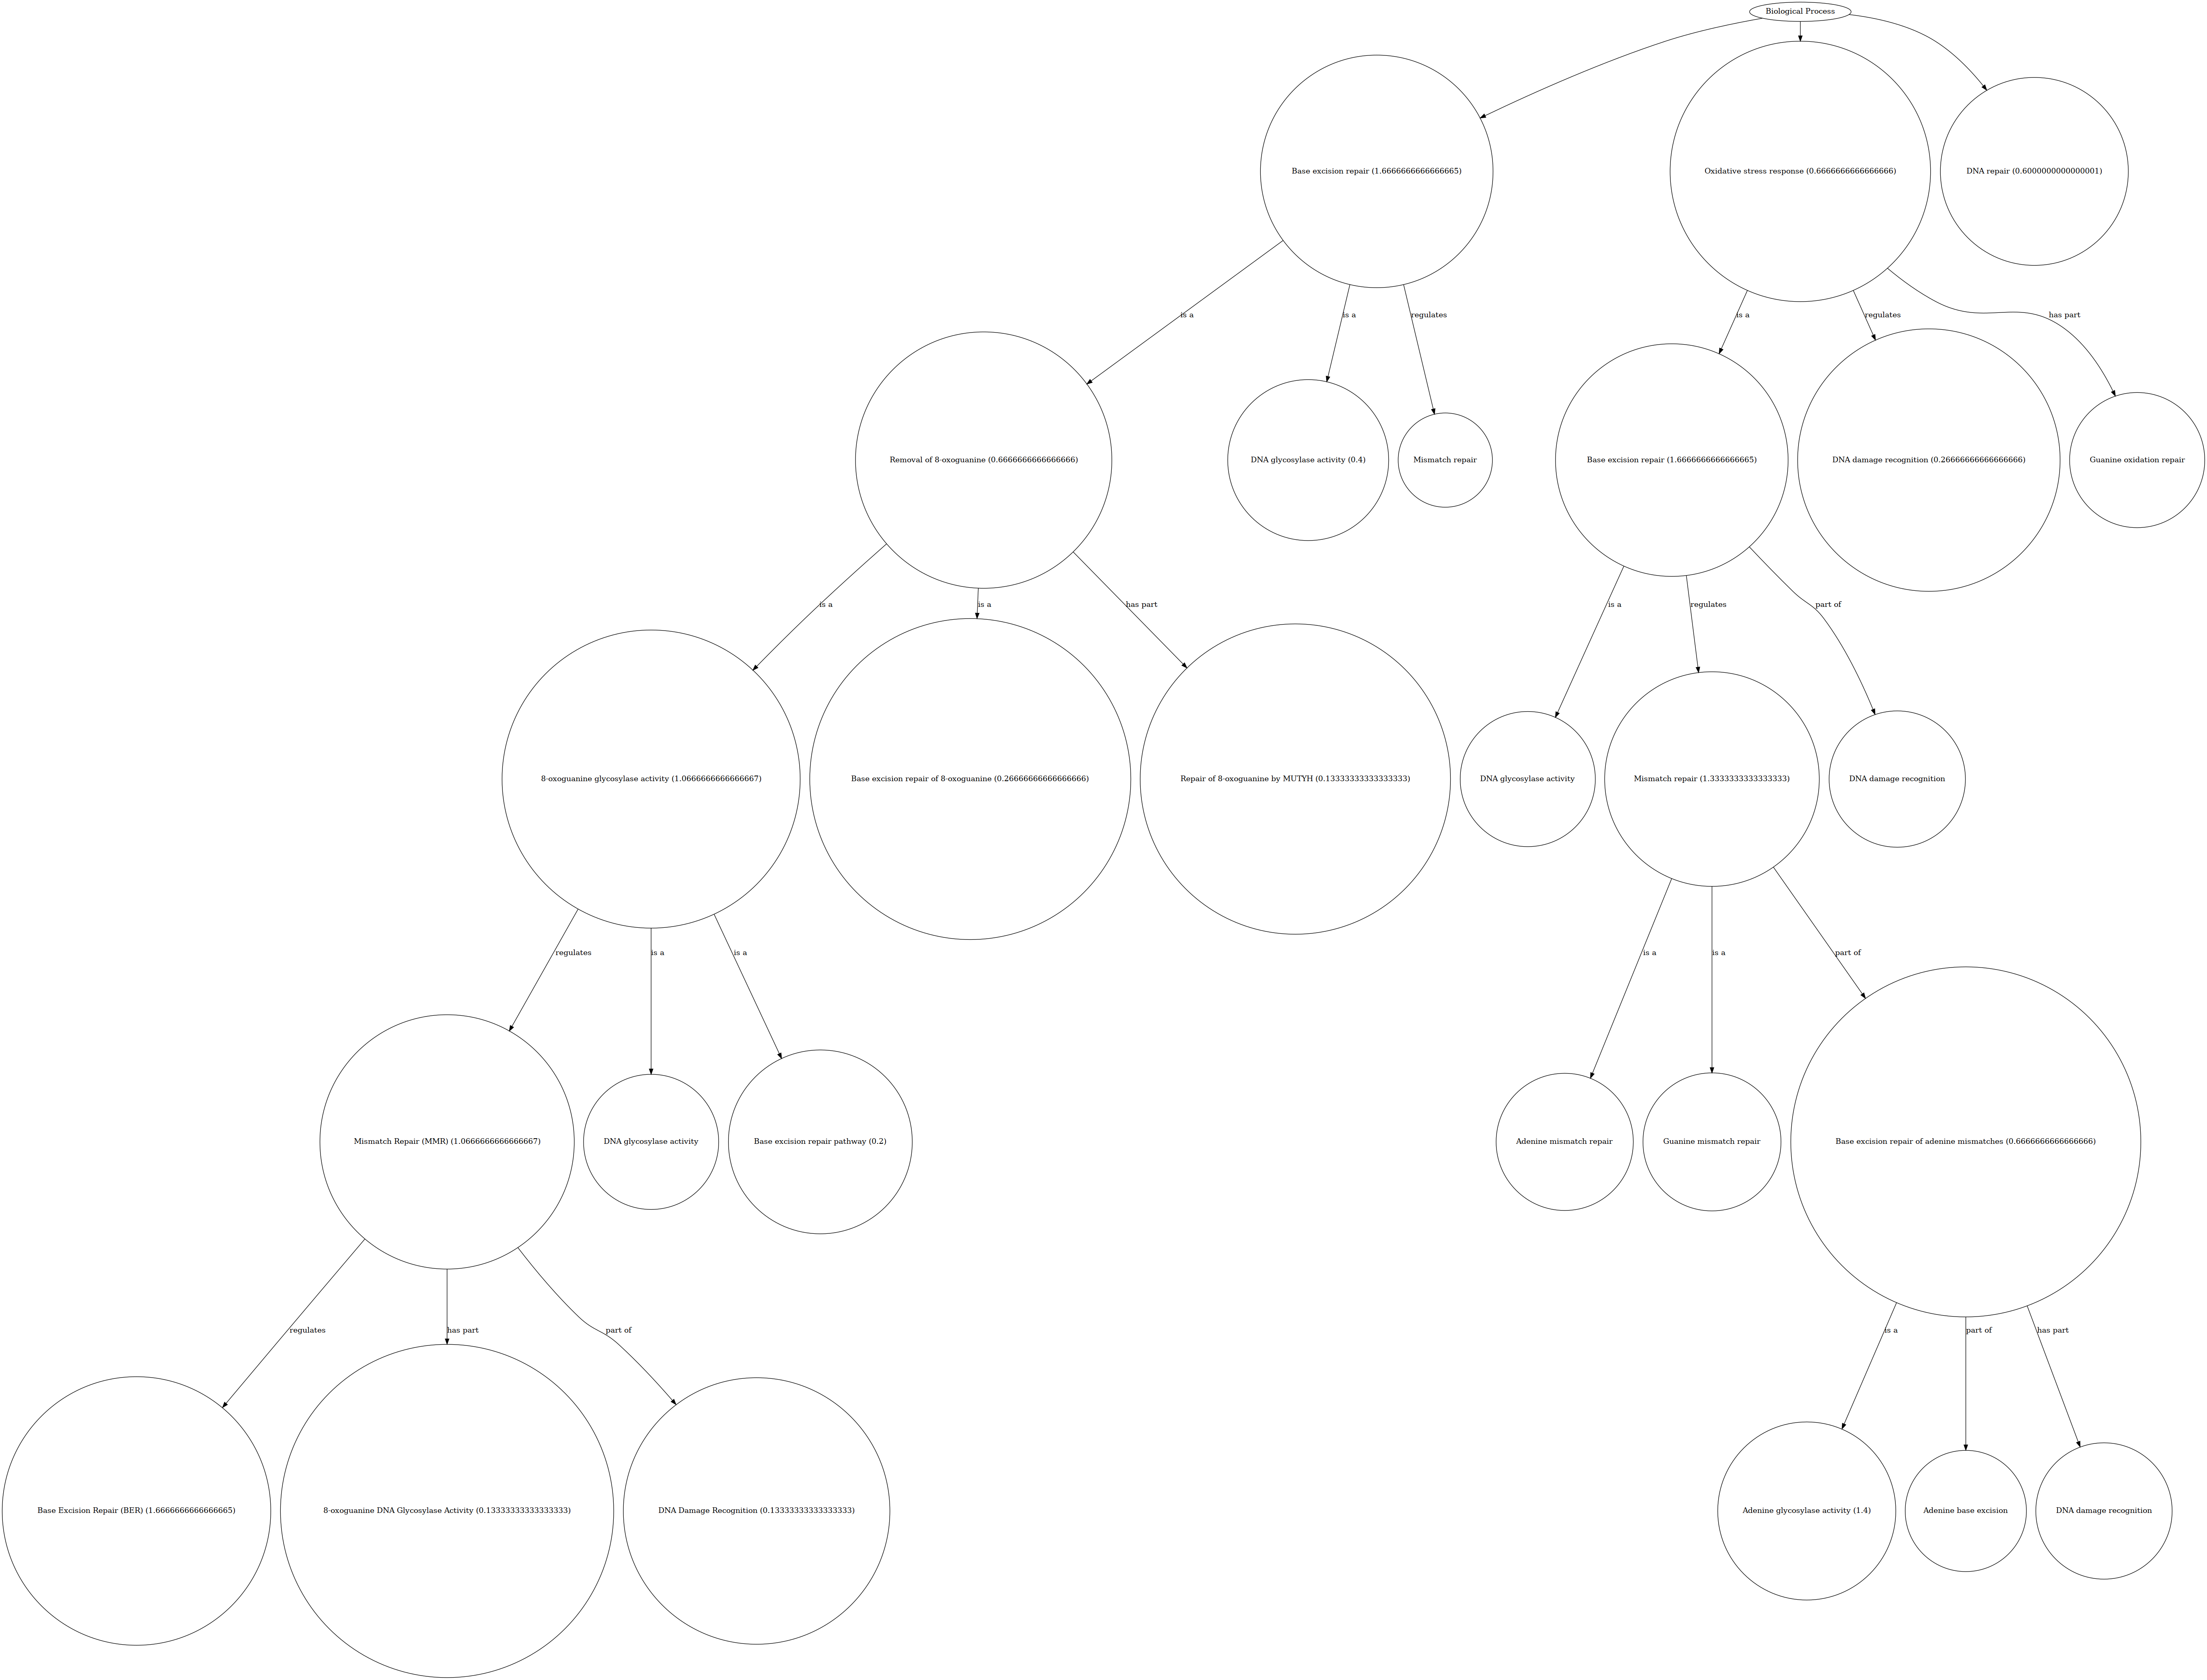 Biological Process
Base excision repair (1.6666666666666665)
Oxidative stress response (0.6666666666666666)
DNA repair (0.6000000000000001)
is a
is a
regulates
is a
regulates
has part
Removal of 8-oxoguanine (0.6666666666666666)
DNA glycosylase activity (0.4)
Mismatch repair
Base excision repair (1.6666666666666665)
DNA damage recognition (0.26666666666666666)
Guanine oxidation repair
is a
is a
has part
is a
regulates
part of
8-oxoguanine glycosylase activity (1.0666666666666667)
Base excision repair of 8-oxoguanine (0.26666666666666666)
Repair of 8-oxoguanine by MUTYH (0.13333333333333333)
DNA glycosylase activity
Mismatch repair (1.3333333333333333)
DNA damage recognition
regulates
is a
is a
is a
is a
part of
Mismatch Repair (MMR) (1.0666666666666667)
DNA glycosylase activity
Base excision repair pathway (0.2)
Adenine mismatch repair
Guanine mismatch repair
Base excision repair of adenine mismatches (0.6666666666666666)
regulates
has part
part of
is a
part of
has part
Base Excision Repair (BER) (1.6666666666666665)
8-oxoguanine DNA Glycosylase Activity (0.13333333333333333)
DNA Damage Recognition (0.13333333333333333)
Adenine glycosylase activity (1.4)
Adenine base excision
DNA damage recognition